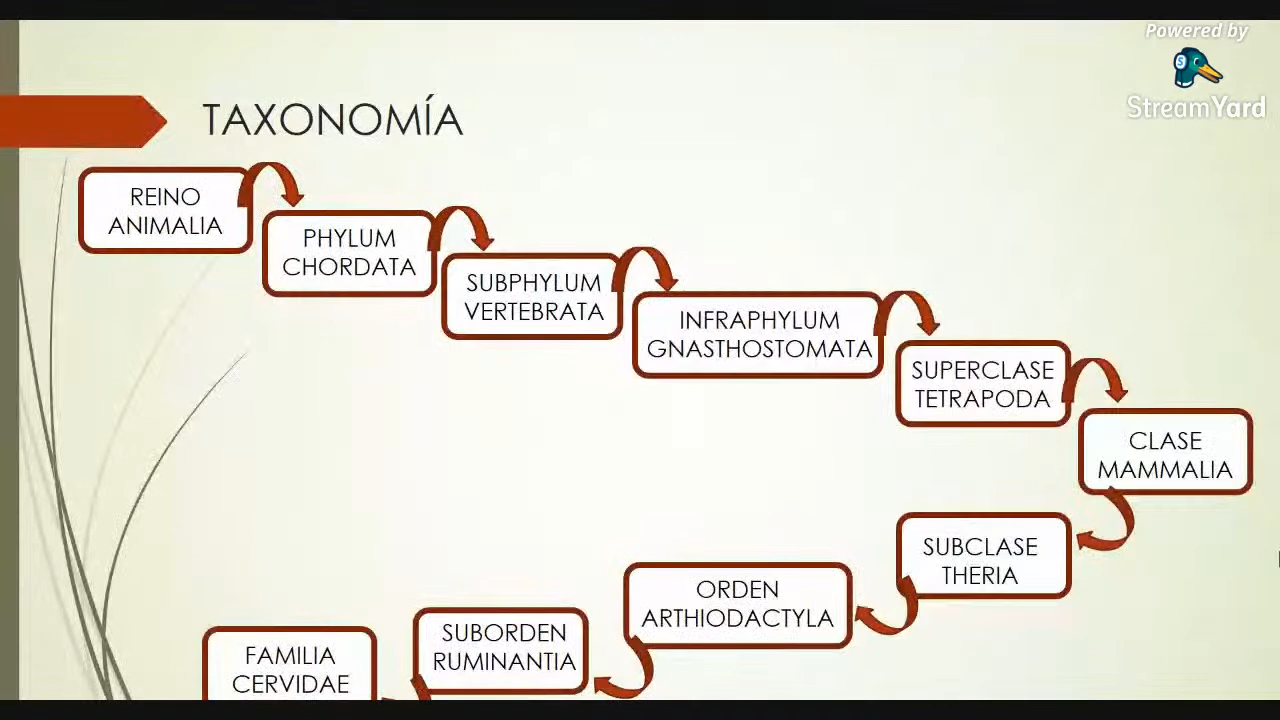 Powered by
StreamYard
TAXONOMÍA
REINO
ANIMALIA
PHYLUM
CHORDATA
SUBPHYLUM
VERTEBRATA
INFRAPHYLUM
GNASTHOSTOMATA
SUPERCLASE
TETRAPODA
CLASE
MAMMALIA
SUBCLASE
THERIA
ORDEN
ARTHIODACTYLA
SUBORDEN
RUMINANTIA
FAMILIA
CERVIDAE